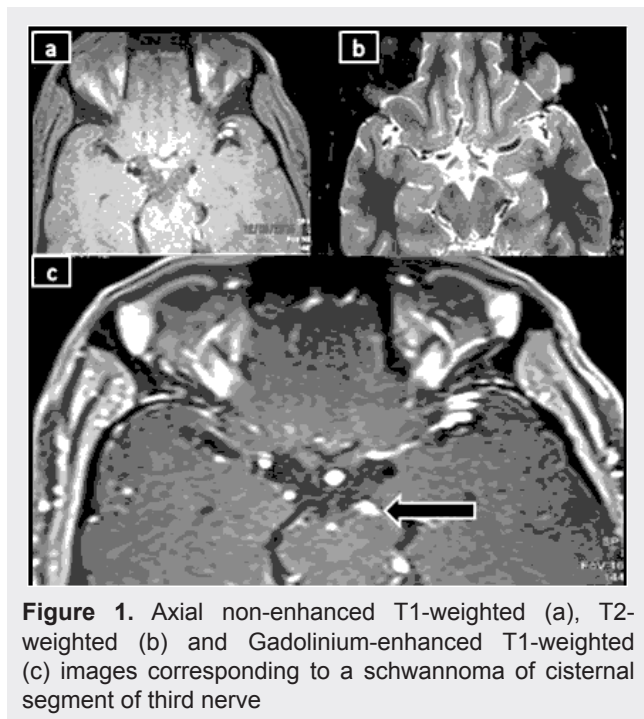 a
b
c
Figure 1. Axial non-enhanced T1-weighted (a), T2-
weighted (b) and Gadolinium-enhanced T1-weighted
(c) images corresponding to a schwannoma of cisternal
segment of third nerve